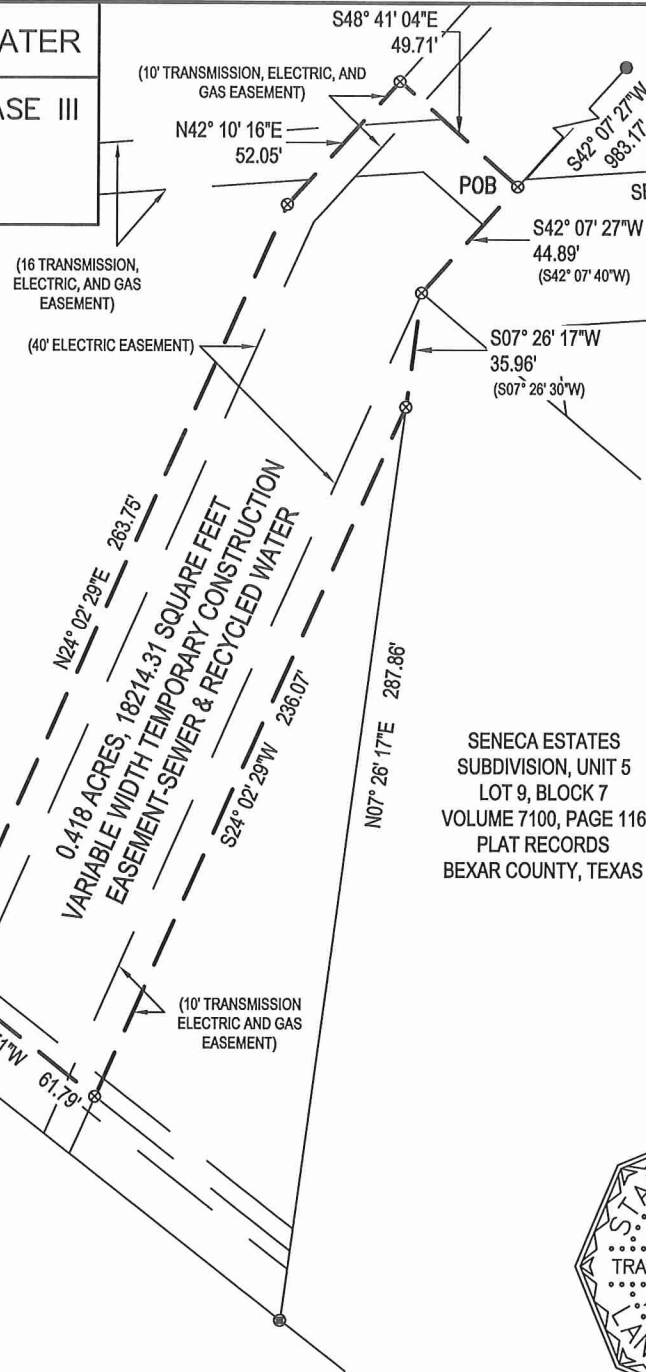 ATER
ASE III
S48° 41' 04"E
49.71'
(10' TRANSMISSION, ELECTRIC, AND
GAS EASEMENT)
N42° 10' 16"E
52.05'
S42° 07' 27"W
983.17'
POB
SE
S42° 07' 27"W
44.89'
(S42° 07' 40"W)
(16 TRANSMISSION,
ELECTRIC, AND GAS
EASEMENT)
(40' ELECTRIC EASEMENT)
S07° 26' 17"W
35.96'
(S07° 26' 30"W)
N24° 02' 29"E 263.75'
0.418 ACRES, 18214.31 SQUARE FEET
VARIABLE WIDTH TEMPORARY CONSTRUCTION
EASEMENT-SEWER & RECYCLED WATER
S24° 02' 29"W 236.07'
N07° 26' 17"E 287.86'
SENECA ESTATES
SUBDIVISION, UNIT 5
LOT 9, BLOCK 7
VOLUME 7100, PAGE 116
PLAT RECORDS
BEXAR COUNTY, TEXAS
(10' TRANSMISSION
ELECTRIC AND GAS
EASEMENT)
1"W 61.79'
STA
TRA
LAN